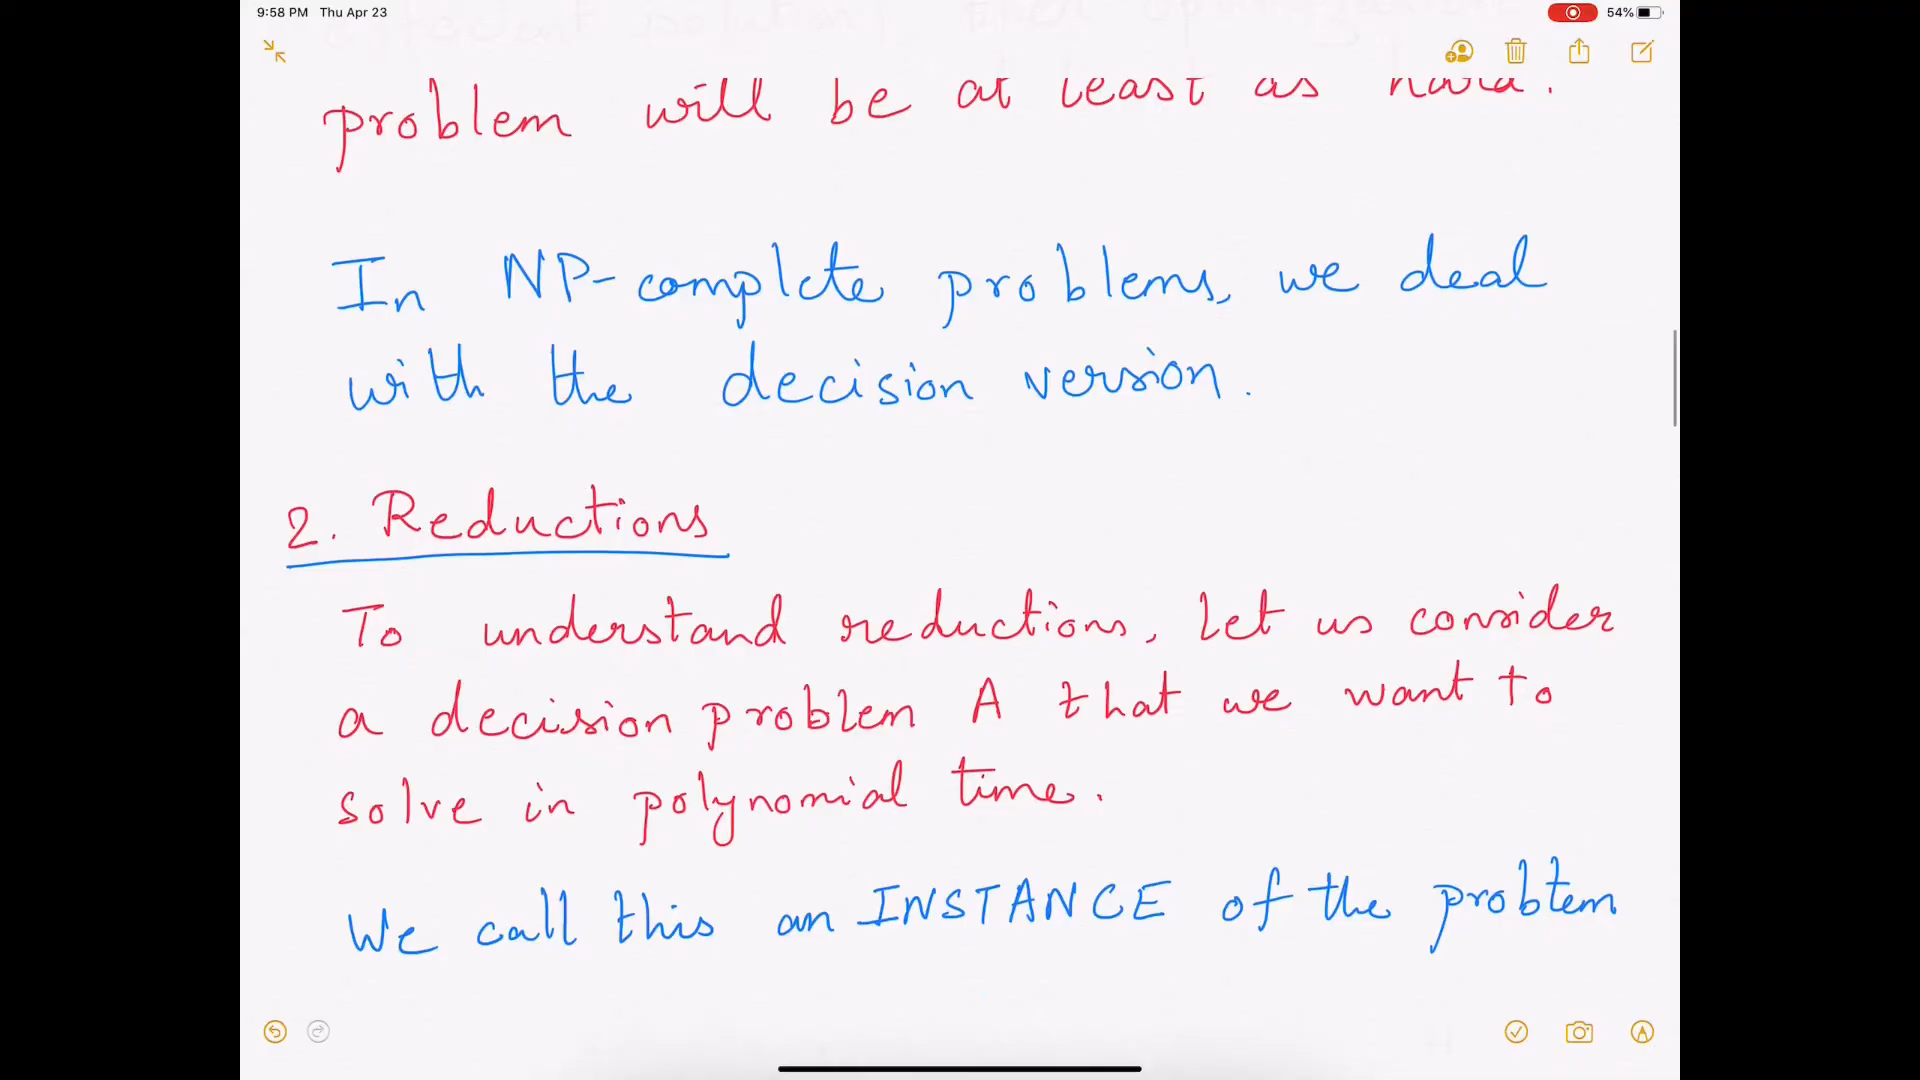 9:58 PM Thu Apr 23
54%
problem will be at least as hard.
In NP-complete problems, we deal
with the decision version.
2. Reductions
To understand reductions, let us consider
a decision problem A that we want to
solve in polynomial time.
We call this an INSTANCE of the problem